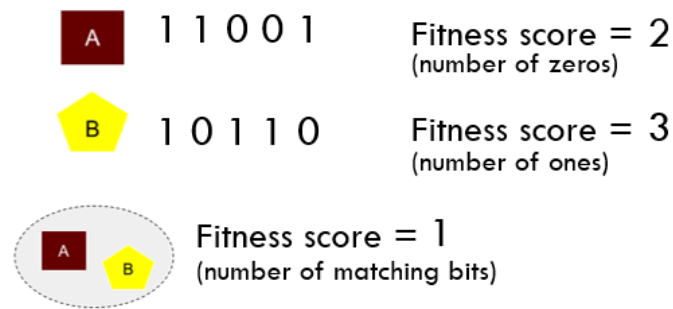 A 1 1 0 0 1 Fitness score = 2
(number of zeros)
B 1 0 1 1 0 Fitness score = 3
(number of ones)
Fitness score = 1
A
B
(number of matching bits)